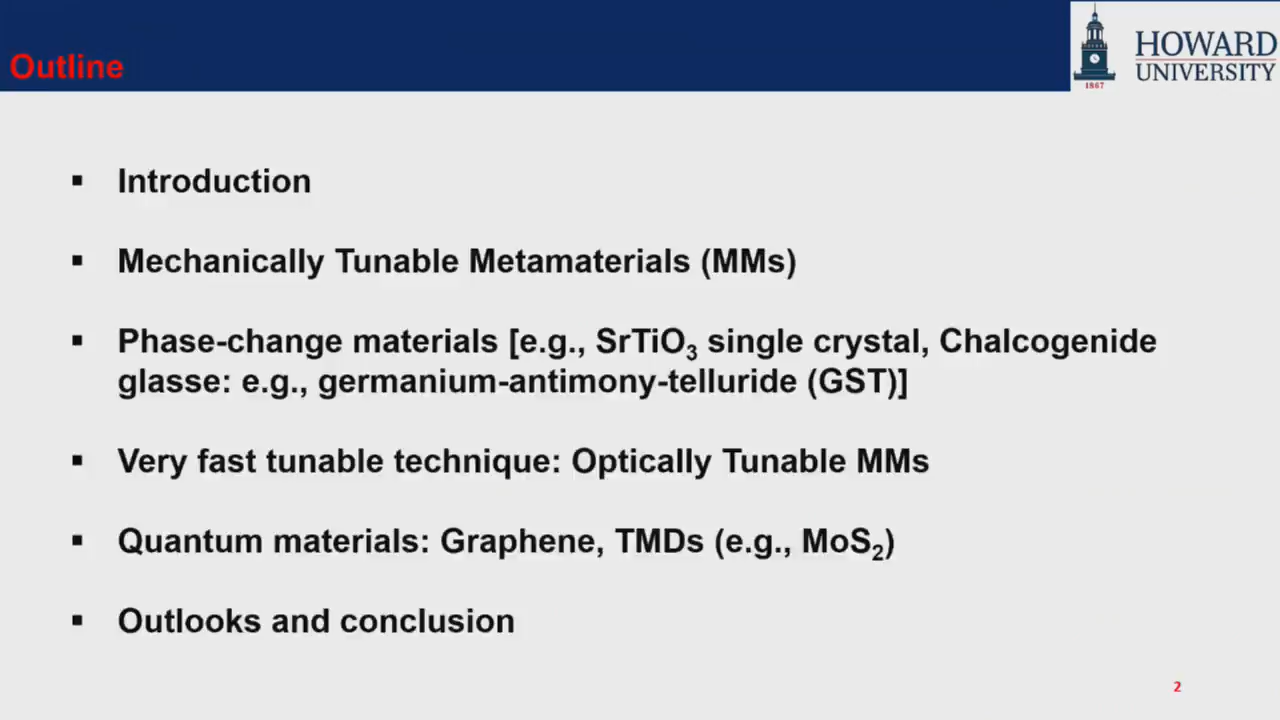 Outline
HOWARD
UNIVERSITY
1867
▪ Introduction
▪ Mechanically Tunable Metamaterials (MMs)
▪ Phase-change materials [e.g., SrTiO₃ single crystal, Chalcogenide
glasse: e.g., germanium-antimony-telluride (GST)]
▪ Very fast tunable technique: Optically Tunable MMs
▪ Quantum materials: Graphene, TMDs (e.g., MoS₂)
▪ Outlooks and conclusion
2